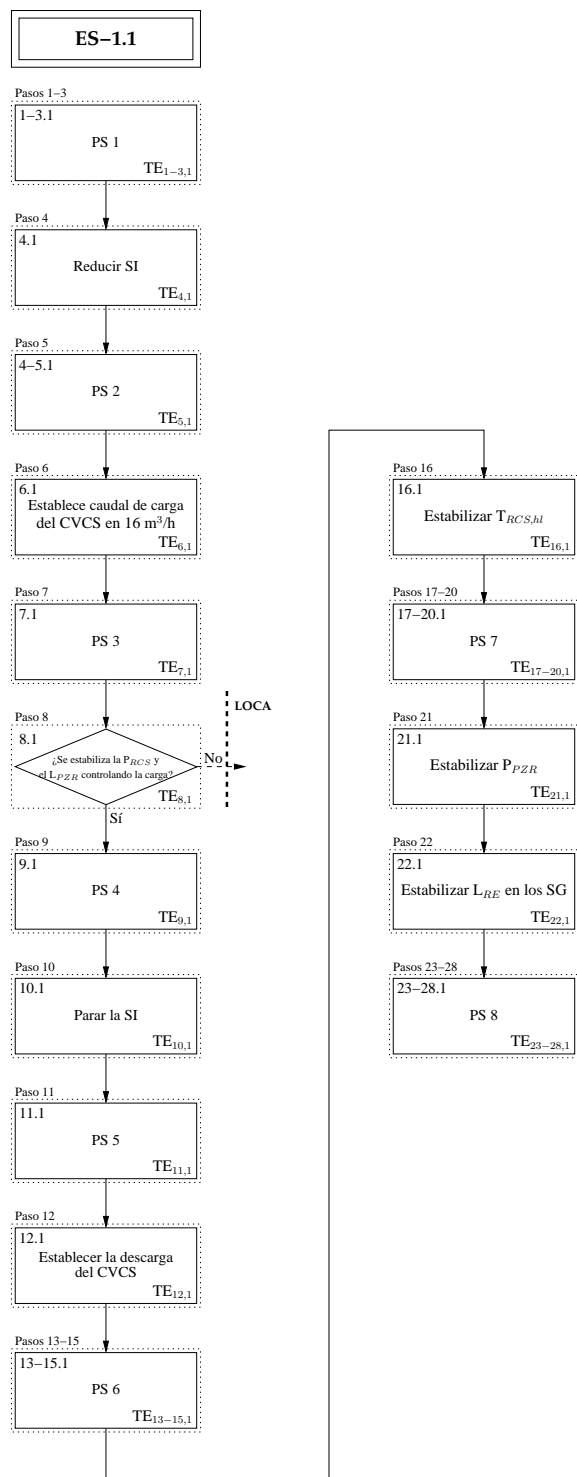 ES–1.1
Pasos 1–3
1–3.1
PS 1
TE1−3,1
Paso 4
4.1
Reducir SI
TE4,1
Paso 5
4–5.1
PS 2
TE5,1
Paso 6
6.1
Establece caudal de carga
del CVCS en 16 m³/h
TE6,1
Paso 7
7.1
PS 3
TE7,1
Paso 8
8.1
¿Se estabiliza la PRCS y
el LPZR controlando la carga?
TE8,1
No
LOCA
Sí
Paso 9
9.1
PS 4
TE9,1
Paso 10
10.1
Parar la SI
TE10,1
Paso 11
11.1
PS 5
TE11,1
Paso 12
12.1
Establecer la descarga
del CVCS
TE12,1
Pasos 13–15
13–15.1
PS 6
TE13−15,1
Paso 16
16.1
Estabilizar TRCS,hl
TE16,1
Pasos 17–20
17–20.1
PS 7
TE17−20,1
Paso 21
21.1
Estabilizar PPZR
TE21,1
Paso 22
22.1
Estabilizar LRE en los SG
TE22,1
Pasos 23–28
23–28.1
PS 8
TE23−28,1